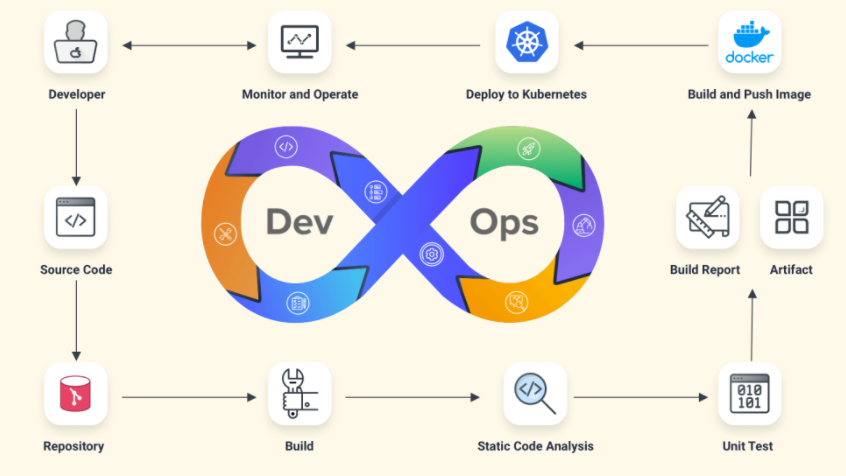 docker
Developer
Monitor and Operate
Deploy to Kubernetes
Build and Push Image
</>
Dev
Ops
</>
Source Code
Build Report
Artifact
</>
010
101
Repository
Build
Static Code Analysis
Unit Test